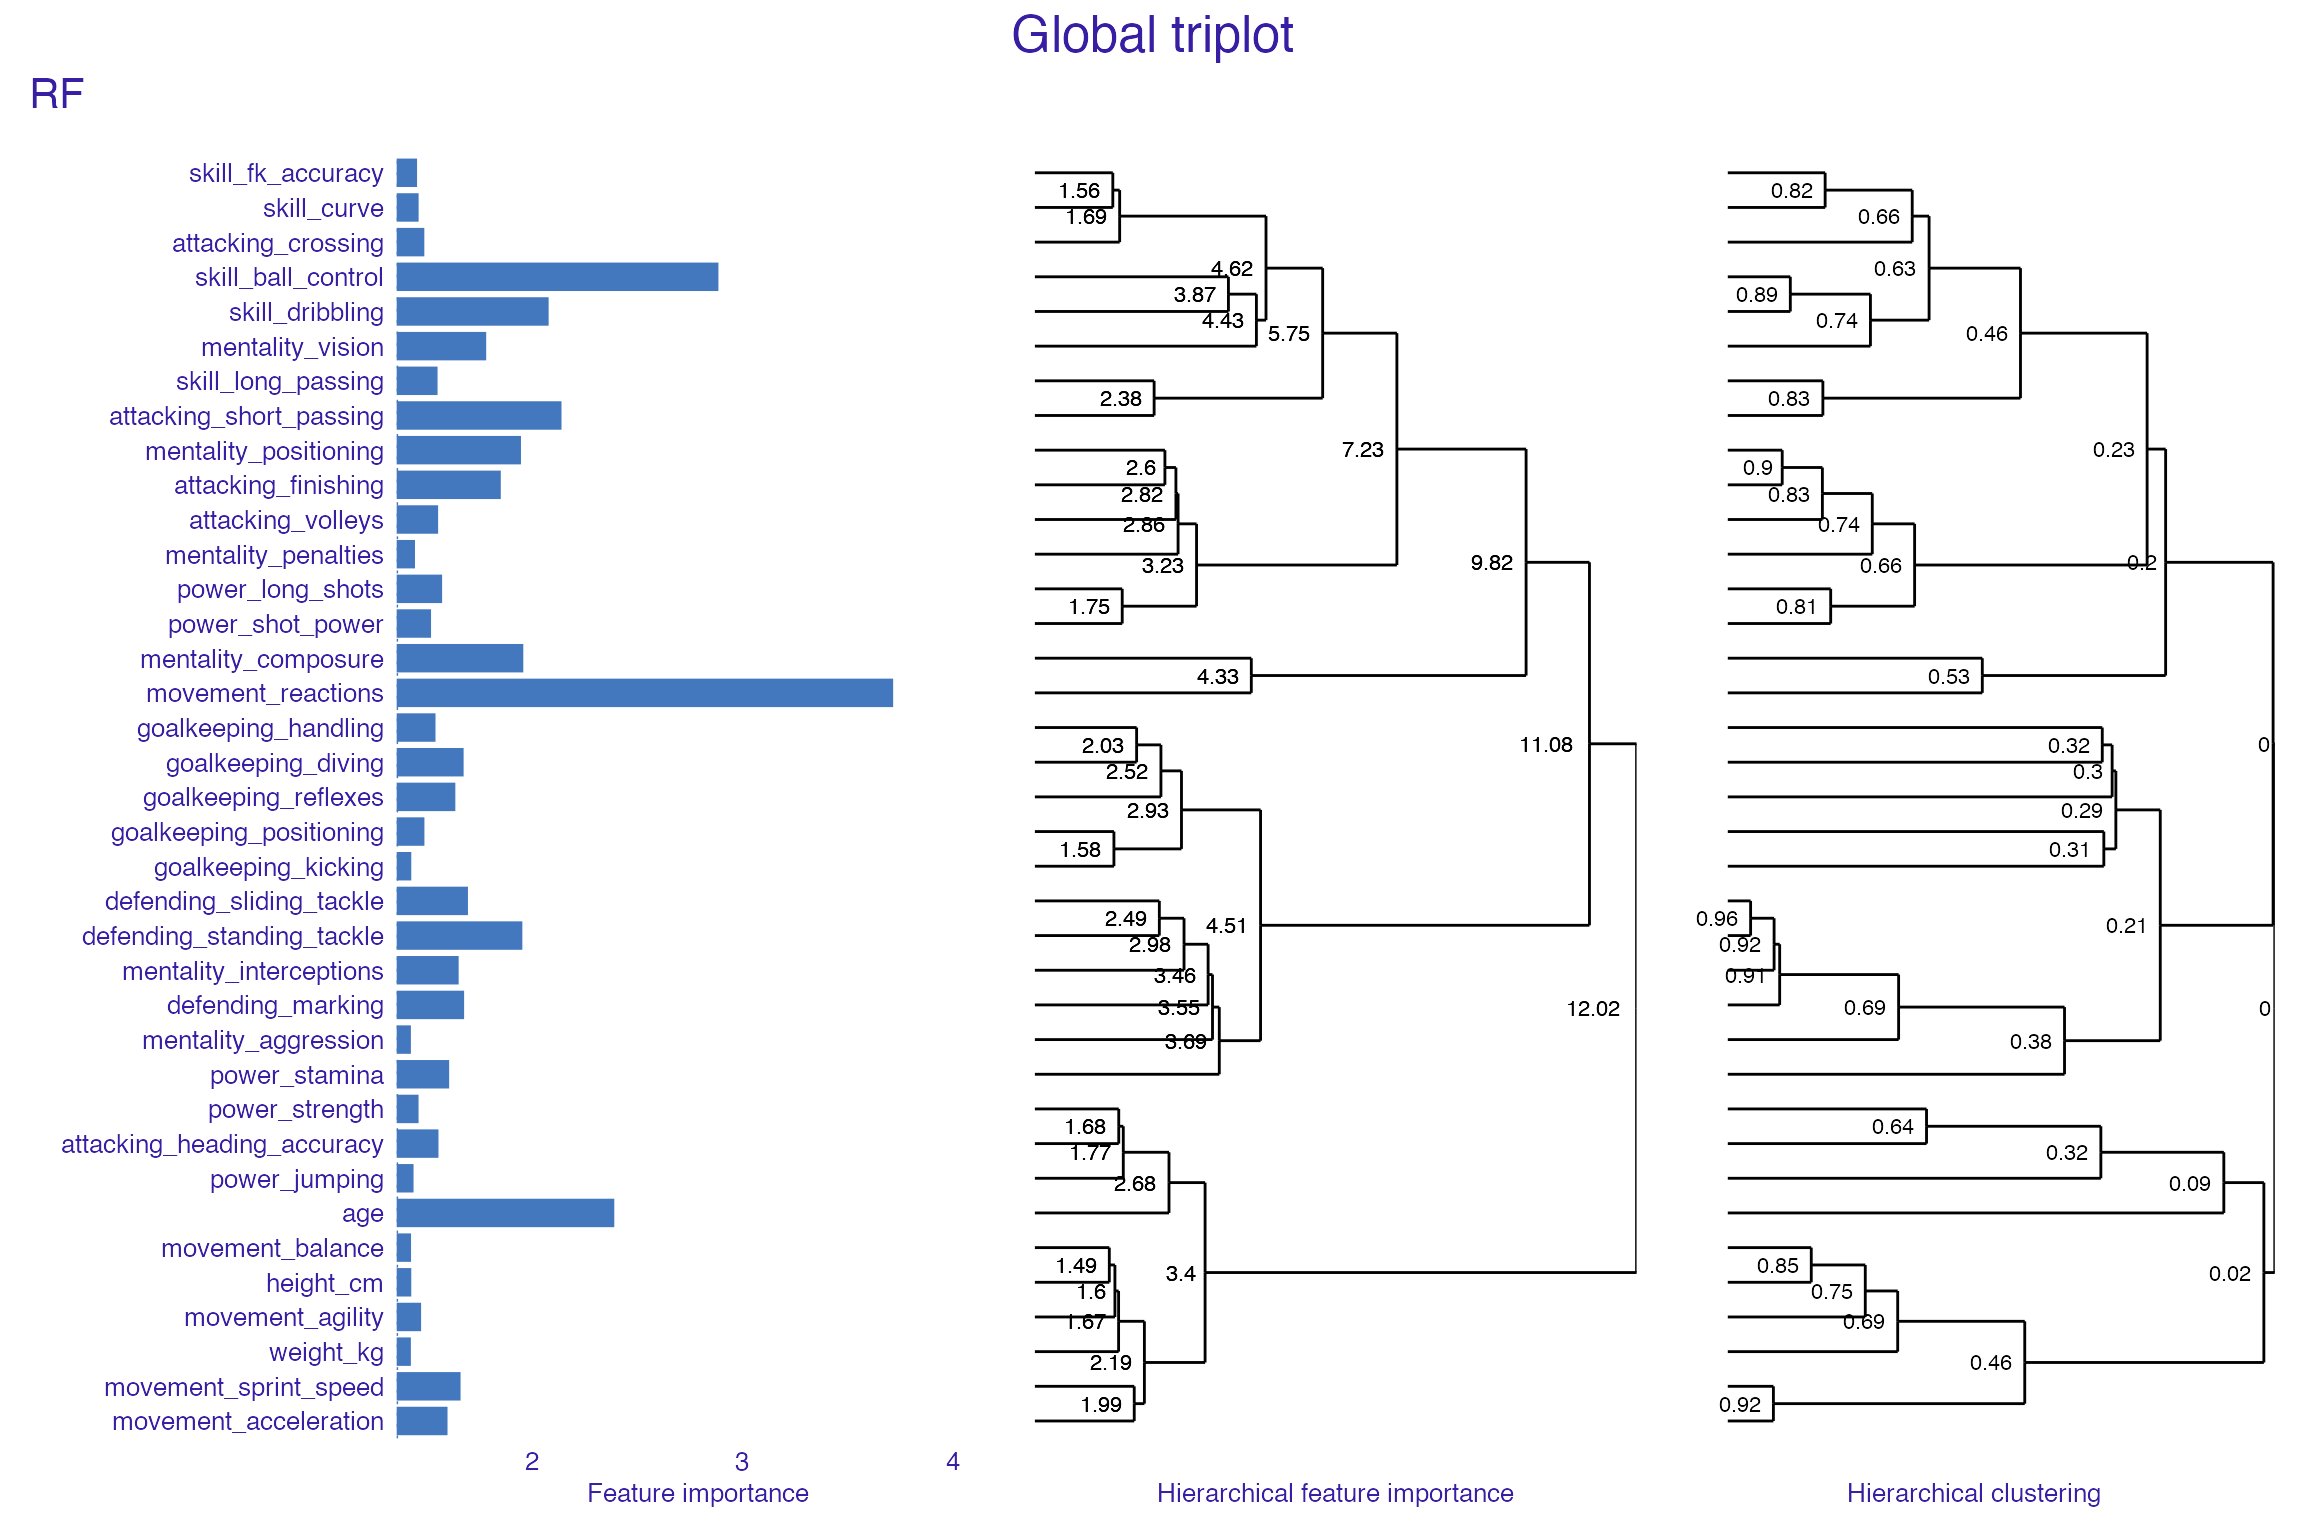 Global triplot
RF
skill_fk_accuracy
skill_curve
attacking_crossing
skill_ball_control
skill_dribbling
mentality_vision
skill_long_passing
attacking_short_passing
mentality_positioning
attacking_finishing
attacking_volleys
mentality_penalties
power_long_shots
power_shot_power
mentality_composure
movement_reactions
goalkeeping_handling
goalkeeping_diving
goalkeeping_reflexes
goalkeeping_positioning
goalkeeping_kicking
defending_sliding_tackle
defending_standing_tackle
mentality_interceptions
defending_marking
mentality_aggression
power_stamina
power_strength
attacking_heading_accuracy
power_jumping
age
movement_balance
height_cm
movement_agility
weight_kg
movement_sprint_speed
movement_acceleration
2 3 4
Feature importance
1.56
1.69
4.62
3.87
4.43
5.75
2.38
7.23
2.6
2.82
2.86
3.23
9.82
1.75
4.33
2.03
11.08
2.52
2.93
1.58
2.49
4.51
2.98
3.46
3.55
12.02
3.69
1.68
1.77
2.68
1.49
3.4
1.6
1.67
2.19
1.99
Hierarchical feature importance
0.82
0.66
0.63
0.89
0.74
0.46
0.83
0.23
0.9
0.83
0.74
0.2
0.66
0.81
0.53
0.32
0
0.3
0.29
0.31
0.96
0.21
0.92
0.91
0.69
0
0.38
0.64
0.32
0.09
0.85
0.02
0.75
0.69
0.46
0.92
Hierarchical clustering